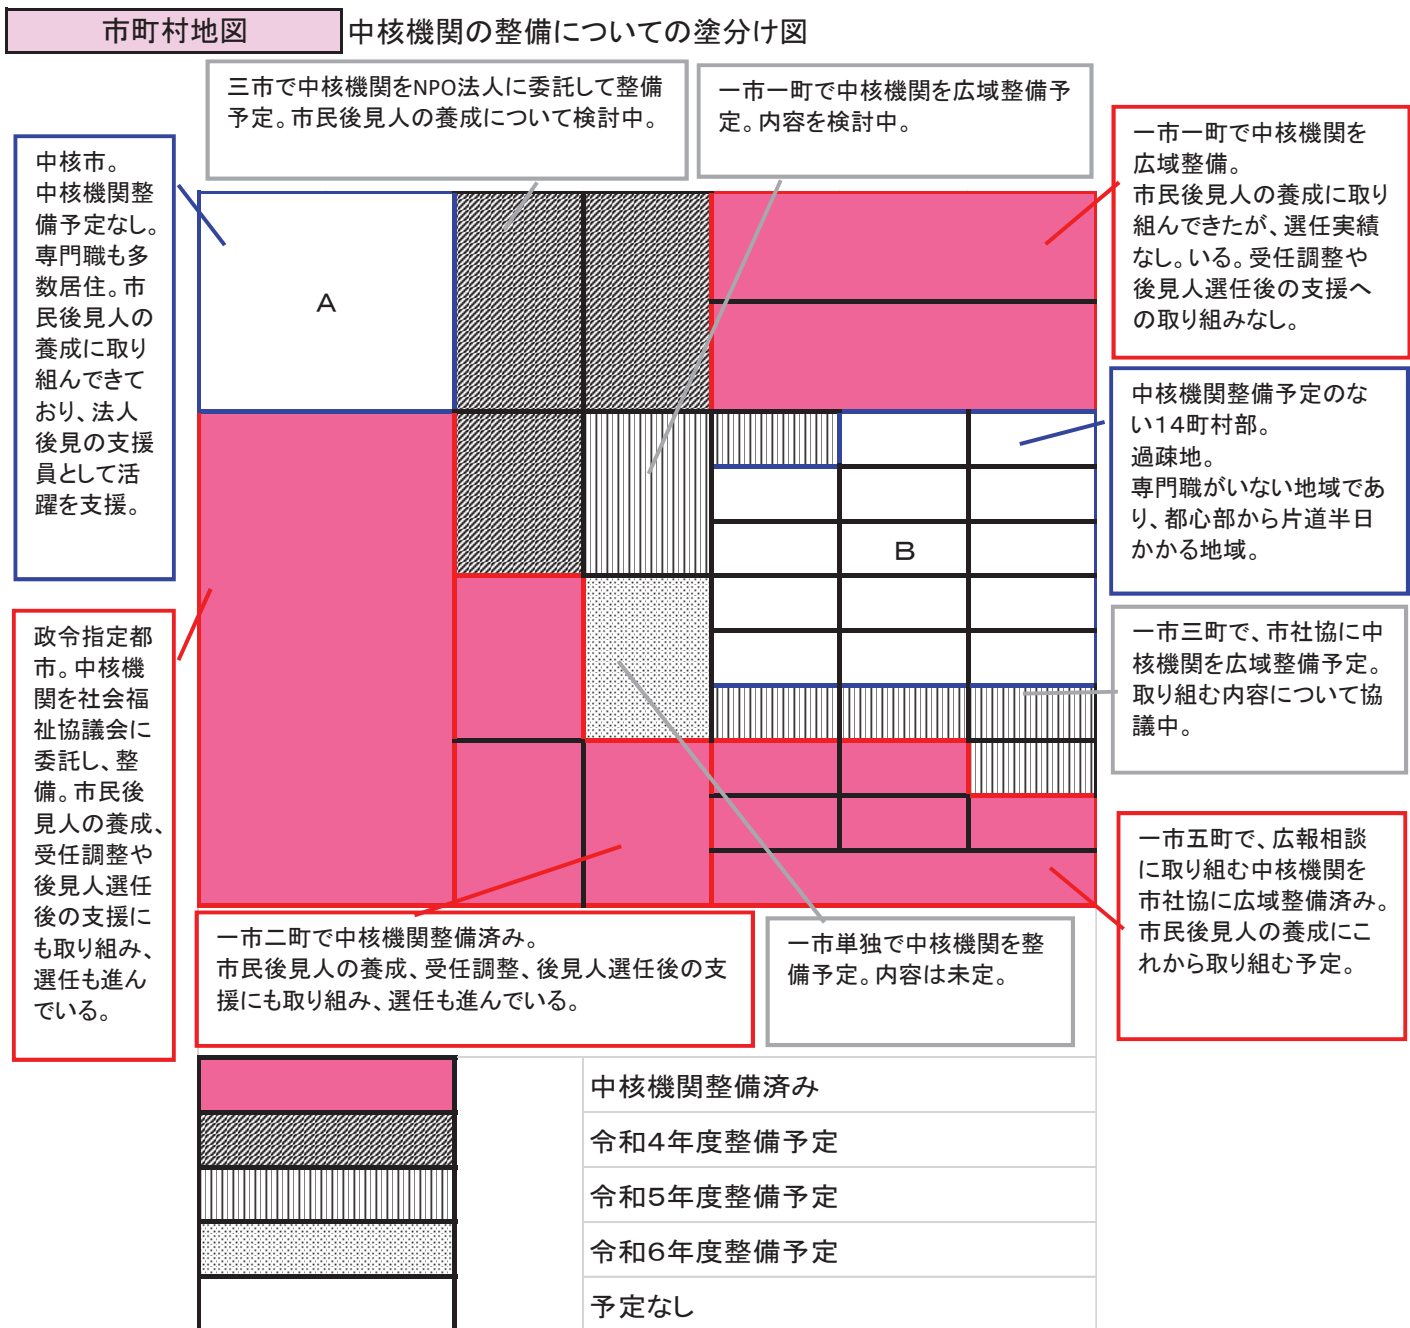 市町村地図
中核機関の整備についての塗分け図
三市で中核機関をNPO法人に委託して整備
予定。市民後見人の養成について検討中。
一市一町で中核機関を広域整備予
定。内容を検討中。
一市一町で中核機関を
広域整備。
市民後見人の養成に取り
組んできたが、選任実績
なし。いる。受任調整や
後見人選任後の支援へ
の取り組みなし。
中核市。
中核機関整
備予定なし。
専門職も多
数居住。市
民後見人の
養成に取り
組んできて
おり、法人
後見の支援
員として活
躍を支援。
A
中核機関整備予定のな
い14町村部。
過疎地。
専門職がいない地域であ
り、都心部から片道半日
かかる地域。
B
政令指定都
市。中核機
関を社会福
祉協議会に
委託し、整
備。市民後
見人の養成、
受任調整や
後見人選任
後の支援に
も取り組み、
選任も進ん
でいる。
一市三町で、市社協に中
核機関を広域整備予定。
取り組む内容について協
議中。
一市五町で、広報相談
に取り組む中核機関を
市社協に広域整備済み。
市民後見人の養成にこ
れから取り組む予定。
一市二町で中核機関整備済み。
市民後見人の養成、受任調整、後見人選任後の支
援にも取り組み、選任も進んでいる。
一市単独で中核機関を整
備予定。内容は未定。
中核機関整備済み
令和4年度整備予定
令和5年度整備予定
令和6年度整備予定
予定なし